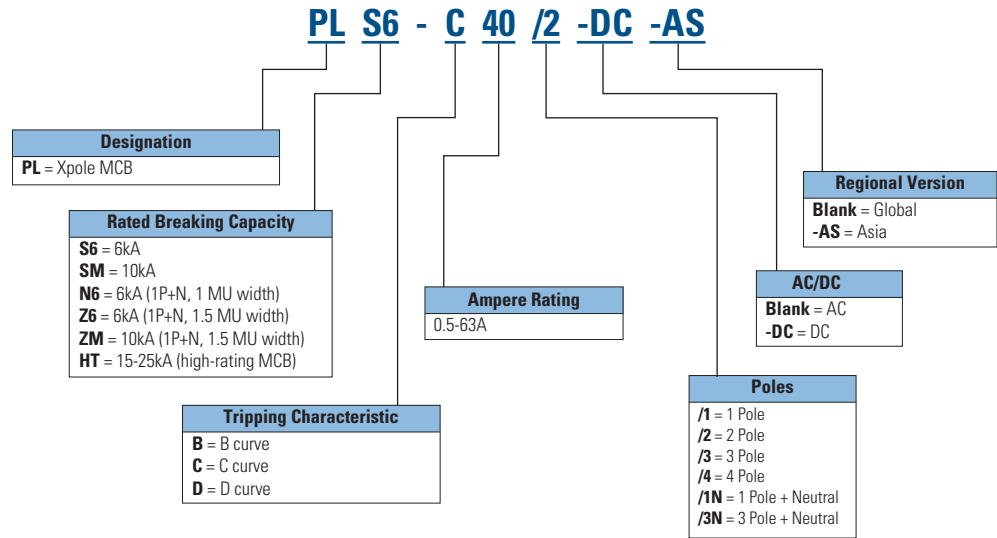 PL S6 - C 40 /2 -DC -AS
Designation
PL = Xpole MCB
Rated Breaking Capacity
S6 = 6kA
SM = 10kA
N6 = 6kA (1P+N, 1 MU width)
Z6 = 6kA (1P+N, 1.5 MU width)
ZM = 10kA (1P+N, 1.5 MU width)
HT = 15-25kA (high-rating MCB)
Tripping Characteristic
B = B curve
C = C curve
D = D curve
Ampere Rating
0.5-63A
Poles
/1 = 1 Pole
/2 = 2 Pole
/3 = 3 Pole
/4 = 4 Pole
/1N = 1 Pole + Neutral
/3N = 3 Pole + Neutral
AC/DC
Blank = AC
-DC = DC
Regional Version
Blank = Global
-AS = Asia